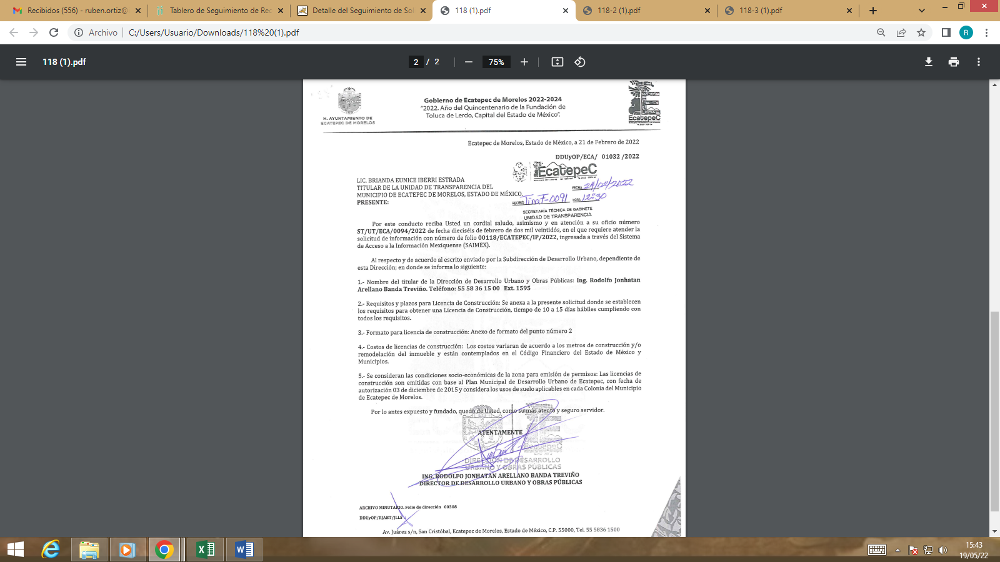 Recibidos (556) - ruben.ortiz@
Tablero de Seguimiento de Rec
Detalle del Seguimiento de Sol
118 (1).pdf
118-2 (1).pdf
118-3 (1).pdf
Archivo C:/Users/Usuario/Downloads/118%20(1).pdf
R
118 (1).pdf
2 / 2
75%
Gobierno de Ecatepec de Morelos 2022-2024
"2022. Año del Quincentenario de la Fundación de
Toluca de Lerdo, Capital del Estado de México".
H. AYUNTAMIENTO DE
ECATEPEC DE MORELOS
EcatepeC
Ecatepec de Morelos, Estado de México, a 21 de Febrero de 2022
DDUyOP/ECA/ 01032 /2022
EcatepeC
LIC. BRIANDA EUNICE IBERRI ESTRADA
TITULAR DE LA UNIDAD DE TRANSPARENCIA DEL
MUNICIPIO DE ECATEPEC DE MORELOS, ESTADO DE MÉXICO.
PRESENTE:
FECHA 24/02/2022
RECIBIÓ Tina F-0091 HORA 12:30
SECRETARÍA TÉCNICA DE GABINETE
UNIDAD DE TRANSPARENCIA
Por este conducto reciba Usted un cordial saludo, asimismo y en atención a su oficio número
ST/UT/ECA/0094/2022 de fecha dieciséis de febrero de dos mil veintidós, en el que requiere atender la
solicitud de información con número de folio 00118/ECATEPEC/IP/2022, ingresada a través del Sistema
de Acceso a la Información Mexiquense (SAIMEX).
Al respecto y de acuerdo al escrito enviado por la Subdirección de Desarrollo Urbano, dependiente de
esta Dirección; en donde se informa lo siguiente:
1.- Nombre del titular de la Dirección de Desarrollo Urbano y Obras Públicas: Ing. Rodolfo Jonhatan
Arellano Banda Treviño. Teléfono: 55 58 36 15 00 Ext. 1595
2.- Requisitos y plazos para Licencia de Construcción: Se anexa a la presente solicitud donde se establecen
los requisitos para obtener una Licencia de Construcción, tiempo de 10 a 15 días hábiles cumpliendo con
todos los requisitos.
3.- Formato para licencia de construcción: Anexo de formato del punto número 2
4.- Costos de licencias de construcción: Los costos variaran de acuerdo a los metros de construcción y/o
remodelación del inmueble y están contemplados en el Código Financiero del Estado de México y
Municipios.
5.- Se consideran las condiciones socio-económicas de la zona para emisión de permisos: Las licencias de
construcción son emitidas con base al Plan Municipal de Desarrollo Urbano de Ecatepec, con fecha de
autorización 03 de diciembre de 2015 y considera los usos de suelo aplicables en cada Colonia del Municipio
de Ecatepec de Morelos.
Por lo antes expuesto y fundado, quedo de Usted, como su más atento y seguro servidor.
ATENTAMENTE
EcatepeC
DIRECCIÓN DE DESARROLLO
URBANO Y OBRAS PÚBLICAS
ING. RODOLFO JONHATAN ARELLANO BANDA TREVIÑO
DIRECTOR DE DESARROLLO URBANO Y OBRAS PÚBLICAS
ARCHIVO MINUTARIO. Folio de dirección 00308
DDUyOP/RJABT/JLLS
Av. Juárez s/n, San Cristóbal, Ecatepec de Morelos, Estado de México, C.P. 55000, Tel. 55 5836 1500
15:43
19/05/22